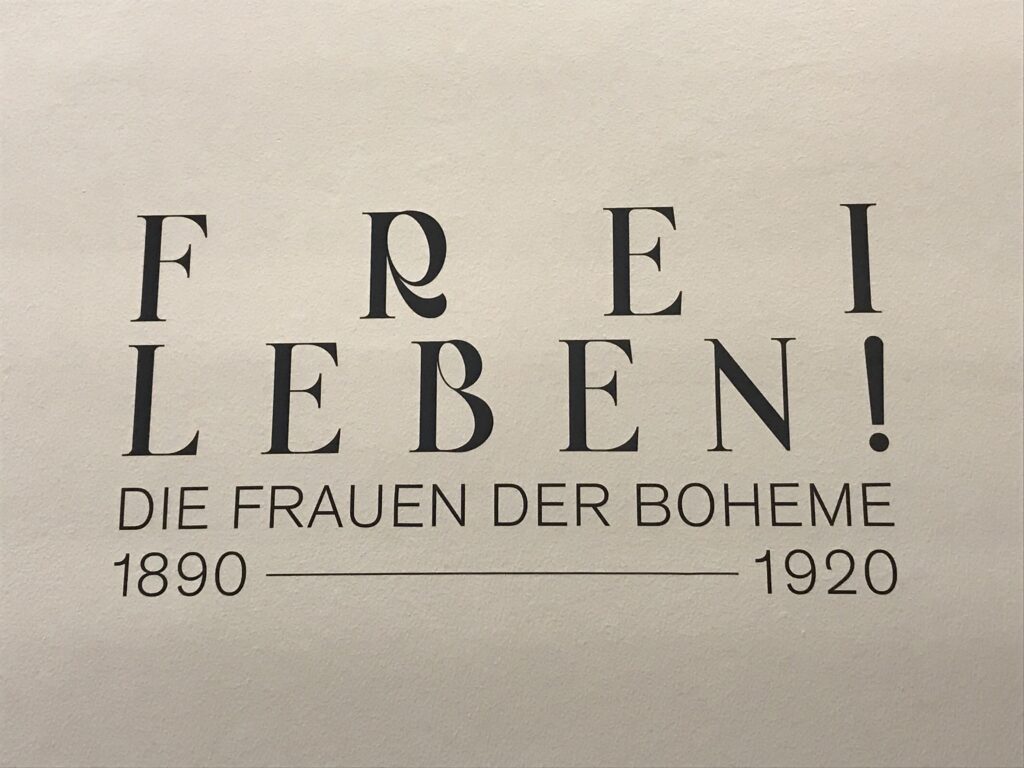 FREI
LEBEN!
DIE FRAUEN DER BOHEME
1890 — 1920